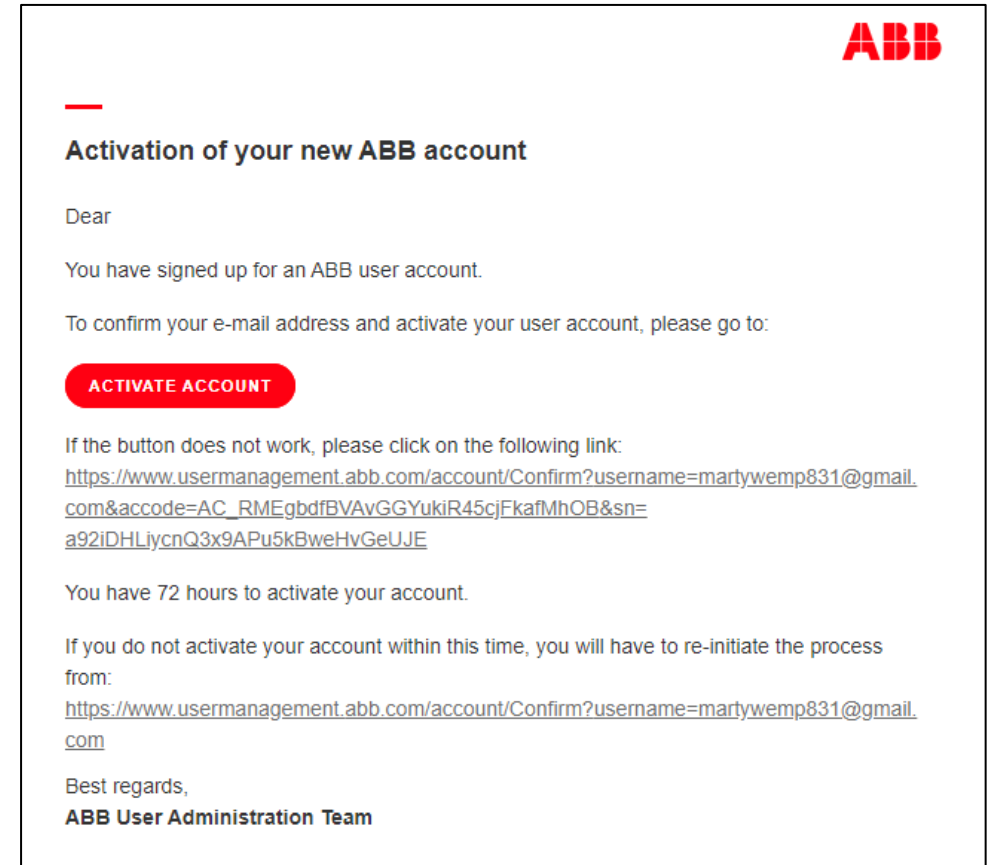 ABB
Activation of your new ABB account
Dear
You have signed up for an ABB user account.
To confirm your e-mail address and activate your user account, please go to:
ACTIVATE ACCOUNT
If the button does not work, please click on the following link:
https://www.usermanagement.abb.com/account/Confirm?username=martywemp831@gmail.
com&accode=AC_RMEgbdfBVAvGGYukiR45cjFkafMhOB&sn=
a92iDHLiycnQ3x9APu5kBweHvGeUJE
You have 72 hours to activate your account.
If you do not activate your account within this time, you will have to re-initiate the process
from:
https://www.usermanagement.abb.com/account/Confirm?username=martywemp831@gmail.
com
Best regards,
ABB User Administration Team